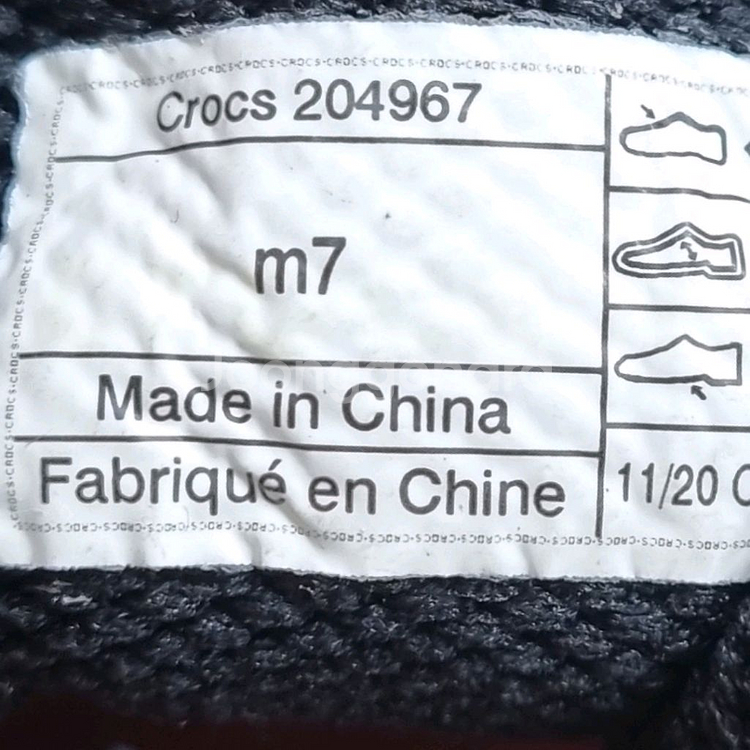 Crocs 204967
m7
Made in China
Fabriqué en Chine
11/20